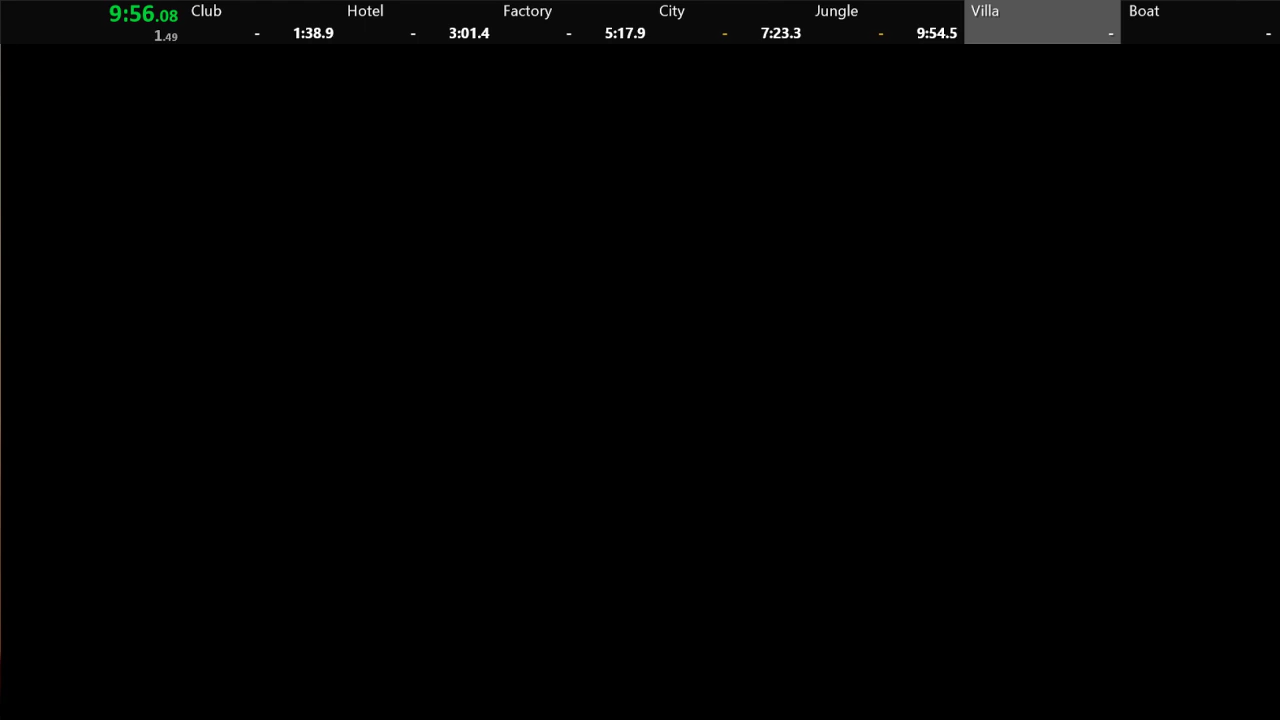 9:56.08 Club Hotel Factory City Jungle Villa Boat
1.49 - 1:38.9 - 3:01.4 - 5:17.9 - 7:23.3 - 9:54.5 - -